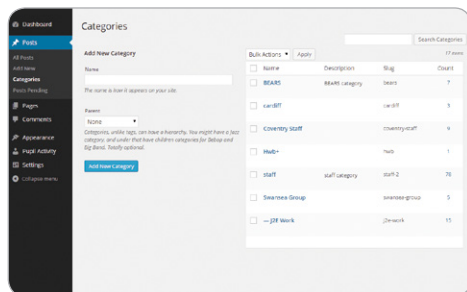 Dashboard
Posts
All Posts
Add New
Categories
Posts Pending
Pages
Comments
Appearance
Pupil Activity
Settings
Collapse menu
Categories
Search Categories
Add New Category
Name
The name is how it appears on your site.
Parent
None
Categories, unlike tags, can have a hierarchy. You might have a Jazz
category, and under that have children categories for Bebop and
Big Band. Totally optional.
Add New Category
Bulk Actions Apply
17 items
Name Description Slug Count
BEARS BEARS category bears 7
cardiff cardiff 3
Coventry Staff coventry-staff 9
Hwb+ hwb 1
staff staff category staff-2 76
Swansea-Group swansea-group 5
— J2E Work j2e-work 15